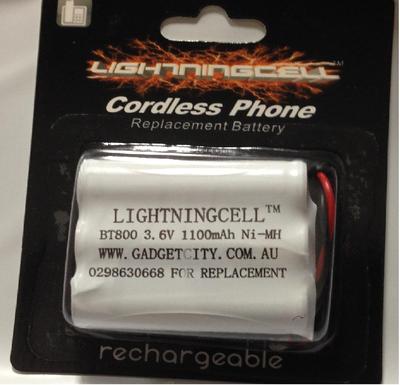 LIGHTNINGCELL™
Cordless Phone
Replacement Battery
LIGHTNINGCELL™
BT800 3.6V 1100mAh Ni-MH
WWW.GADGETCITY.COM.AU
0298630668 FOR REPLACEMENT
rechargeable